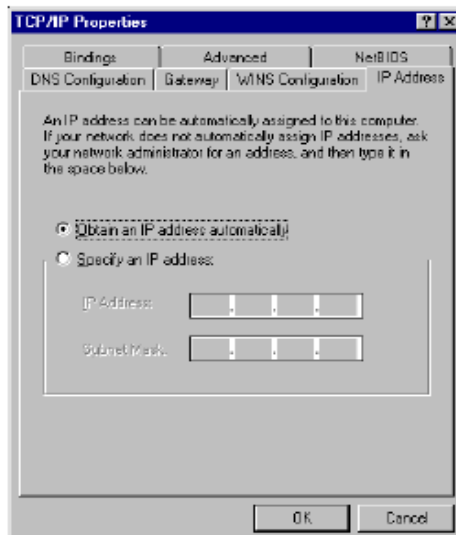 TCP/IP Properties
Bindings Advanced NetBIOS
DNS Configuration Gateway WINS Configuration IP Address
An IP address can be automatically assigned to this computer.
If your network does not automatically assign IP addresses, ask
your network administrator for an address, and then type it in
the space below.
Obtain an IP address automatically
Specify an IP address:
IP Address:
Subnet Mask:
OK Cancel